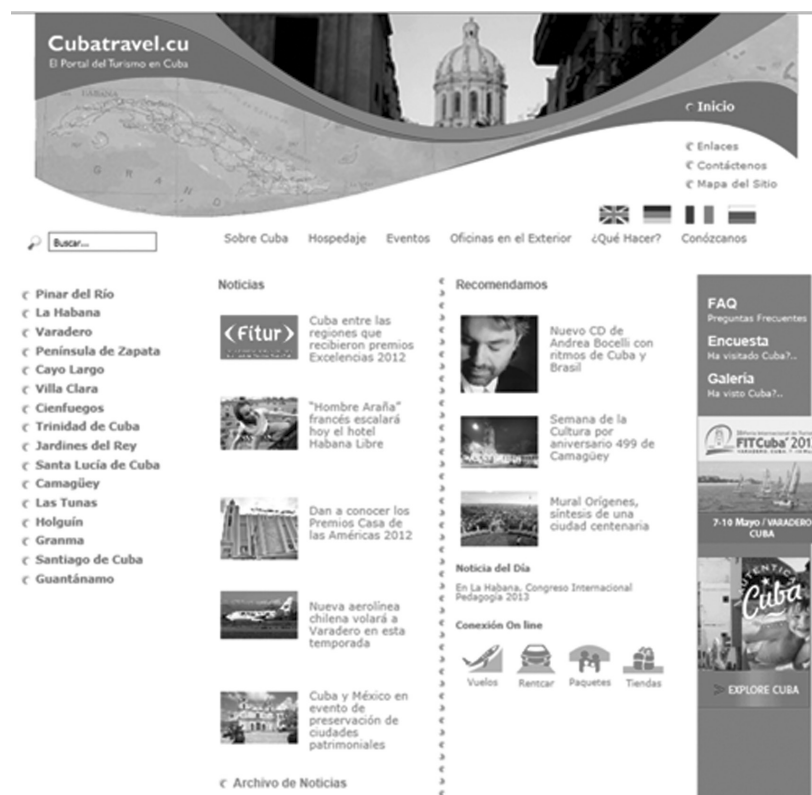 Cubatravel.cu
El Portal del Turismo en Cuba
HABANA
G R A N D
Inicio
Enlaces
Contáctenos
Mapa del Sitio
Buscar...
Sobre Cuba Hospedaje Eventos Oficinas en el Exterior ¿Qué Hacer? Conózcanos
Pinar del Río
La Habana
Varadero
Península de Zapata
Cayo Largo
Villa Clara
Cienfuegos
Trinidad de Cuba
Jardines del Rey
Santa Lucía de Cuba
Camagüey
Las Tunas
Holguín
Granma
Santiago de Cuba
Guantánamo
Noticias
Fitur
Cuba entre las
regiones que
recibieron premios
Excelencias 2012
"Hombre Araña"
francés escalará
hoy el hotel
Habana Libre
Dan a conocer los
Premios Casa de
las Américas 2012
Nueva aerolínea
chilena volará a
Varadero en esta
temporada
Cuba y México en
evento de
preservación de
ciudades
patrimoniales
Archivo de Noticias
Recomendamos
Nuevo CD de
Andrea Bocelli con
ritmos de Cuba y
Brasil
Semana de la
Cultura por
aniversario 499 de
Camagüey
Mural Orígenes,
síntesis de una
ciudad centenaria
Noticia del Día
En La Habana, Congreso Internacional
Pedagogía 2013
Conexión On line
Vuelos Rentcar Paquetes Tiendas
FAQ
Preguntas Frecuentes
Encuesta
Ha visitado Cuba?..
Galería
Ha visto Cuba?..
FITCuba' 201
7-10 Mayo / VARADERO
CUBA
AUTENTICA
Cuba
EXPLORE CUBA